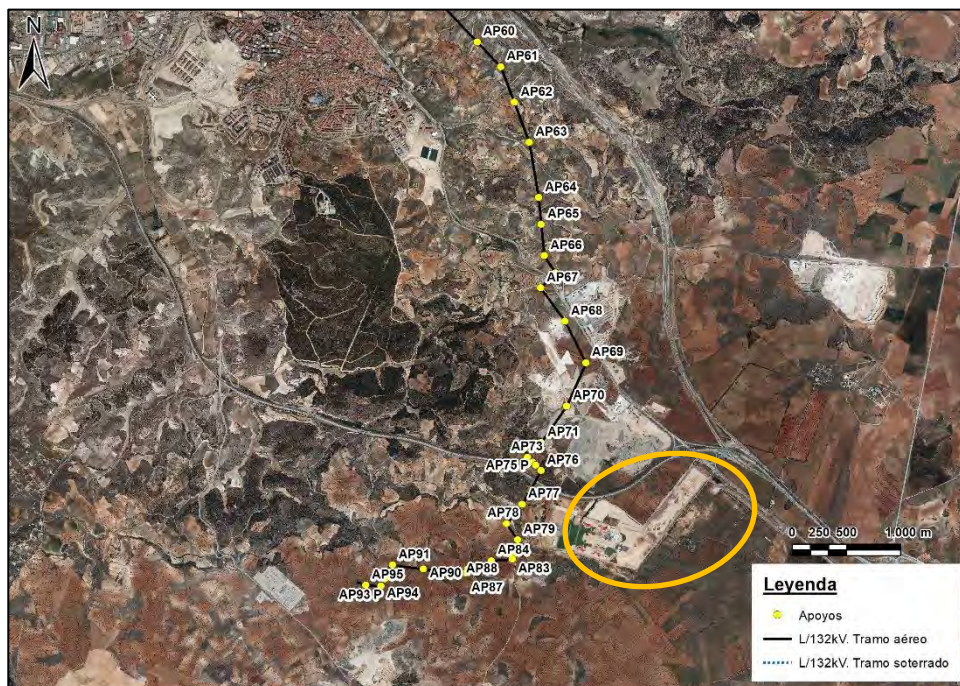 N
AP60
AP61
AP62
AP63
AP64
AP65
AP66
AP67
AP68
AP69
AP70
AP71
AP73
AP75 P
AP76
AP77
AP78
AP79
AP84
AP83
AP91
AP88
AP90
AP87
AP95
AP93 P
AP94
0 250 500 1.000 m
Leyenda
Apoyos
L/132kV. Tramo aéreo
L/132kV. Tramo soterrado